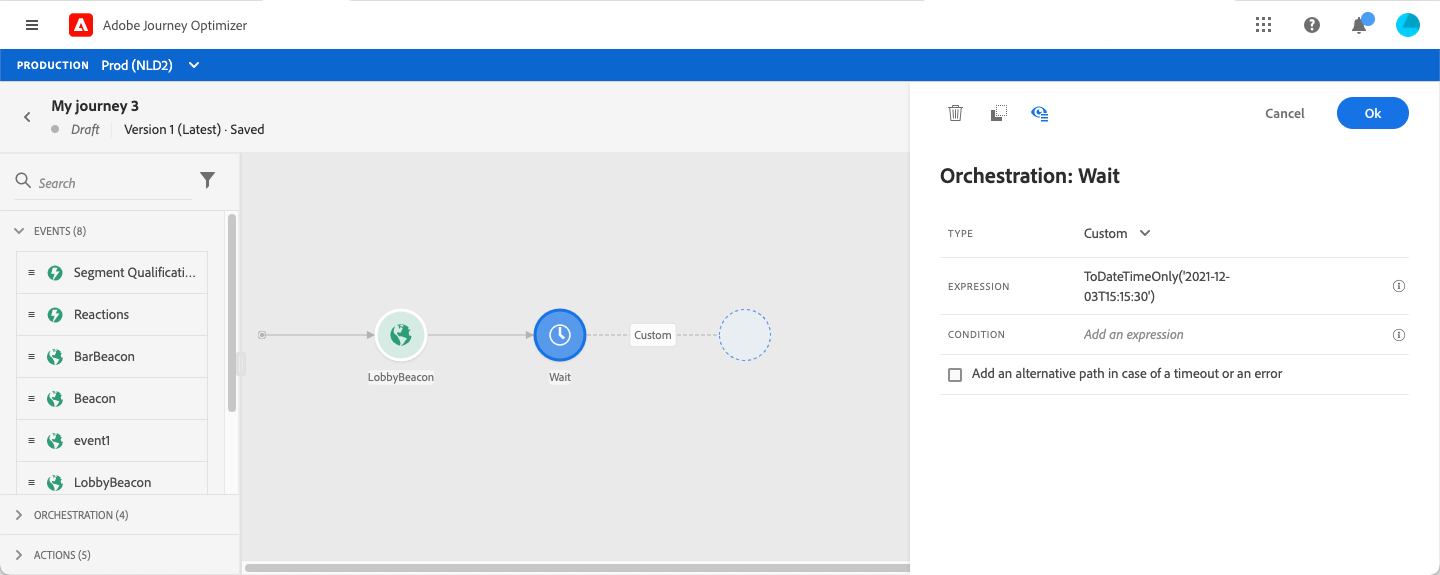 Adobe Journey Optimizer
PRODUCTION Prod (NLD2)
My journey 3
Draft Version 1 (Latest) · Saved
Search
EVENTS (8)
Segment Qualificati...
Reactions
BarBeacon
Beacon
event1
LobbyBeacon
ORCHESTRATION (4)
ACTIONS (5)
LobbyBeacon
Wait
Custom
Cancel
Ok
Orchestration: Wait
TYPE Custom
EXPRESSION ToDateTimeOnly('2021-12-
03T15:15:30')
CONDITION Add an expression
Add an alternative path in case of a timeout or an error